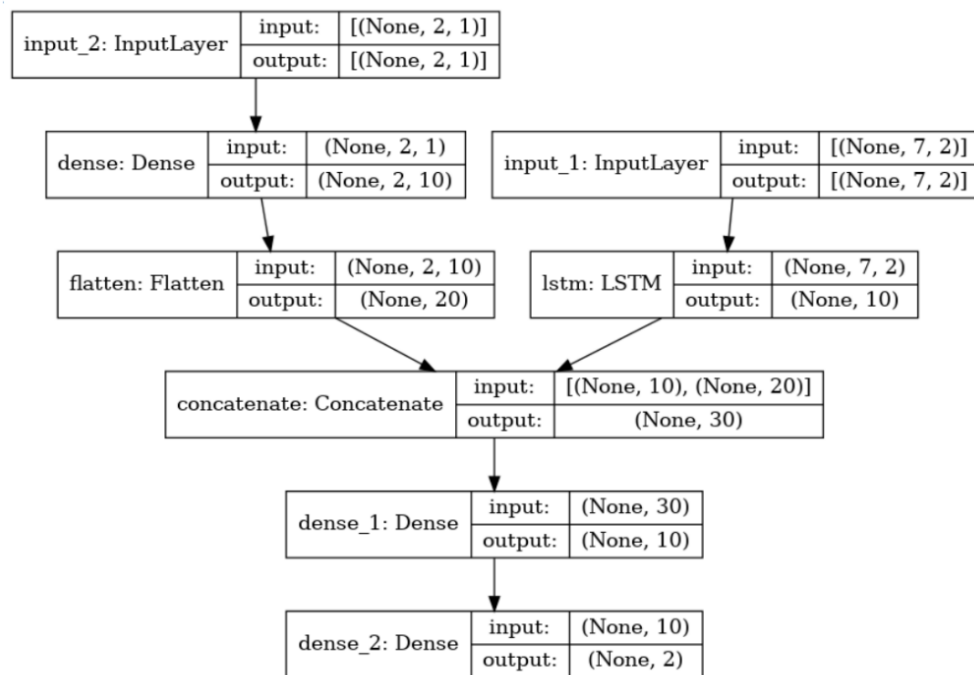 input_2: InputLayer
input: [(None, 2, 1)]
output: [(None, 2, 1)]
dense: Dense
input: (None, 2, 1)
output: (None, 2, 10)
input_1: InputLayer
input: [(None, 7, 2)]
output: [(None, 7, 2)]
flatten: Flatten
input: (None, 2, 10)
output: (None, 20)
lstm: LSTM
input: (None, 7, 2)
output: (None, 10)
concatenate: Concatenate
input: [(None, 10), (None, 20)]
output: (None, 30)
dense_1: Dense
input: (None, 30)
output: (None, 10)
dense_2: Dense
input: (None, 10)
output: (None, 2)